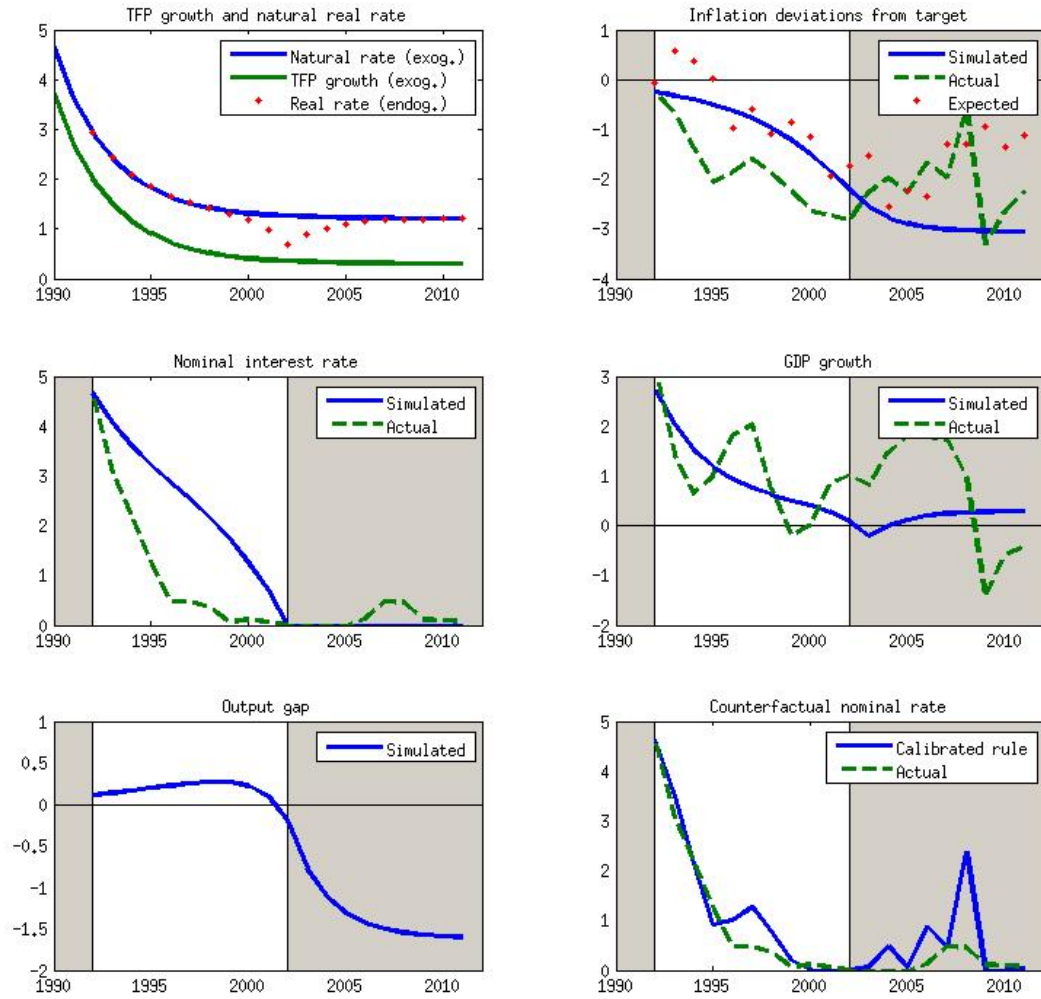 TFP growth and natural real rate
5
4
3
2
1
0
1990 1995 2000 2005 2010
Natural rate (exog.)
TFP growth (exog.)
Real rate (endog.)
Inflation deviations from target
1
0
-1
-2
-3
-4
1990 1995 2000 2005 2010
Simulated
Actual
Expected
Nominal interest rate
5
4
3
2
1
0
1990 1995 2000 2005 2010
Simulated
Actual
GDP growth
3
2
1
0
-1
-2
1990 1995 2000 2005 2010
Simulated
Actual
Output gap
1
0.5
0
-0.5
-1
-1.5
-2
1990 1995 2000 2005 2010
Simulated
Counterfactual nominal rate
5
4
3
2
1
0
1990 1995 2000 2005 2010
Calibrated rule
Actual